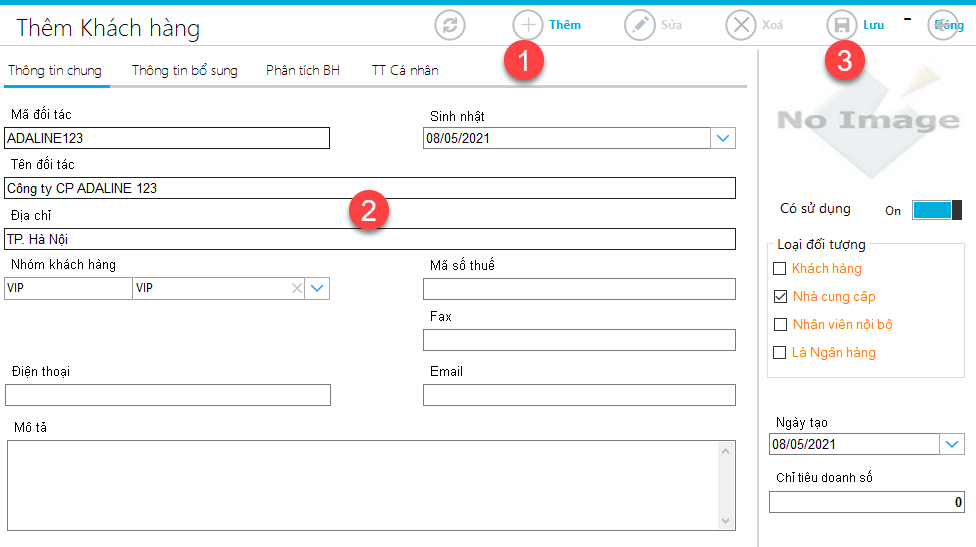 Thêm Khách hàng
Thêm
Sửa
Xoá
Lưu
Đóng
1
3
Thông tin chung
Thông tin bổ sung
Phân tích BH
TT Cá nhân
No Image
Mã đối tác
ADALINE123
Sinh nhật
08/05/2021
Tên đối tác
Công ty CP ADALINE 123
Địa chỉ
2
TP. Hà Nội
Nhóm khách hàng
VIP
VIP
Mã số thuế
Fax
Điện thoại
Email
Mô tả
Có sử dụng
On
Loại đối tượng
Khách hàng
Nhà cung cấp
Nhân viên nội bộ
Là Ngân hàng
Ngày tạo
08/05/2021
Chỉ tiêu doanh số
0